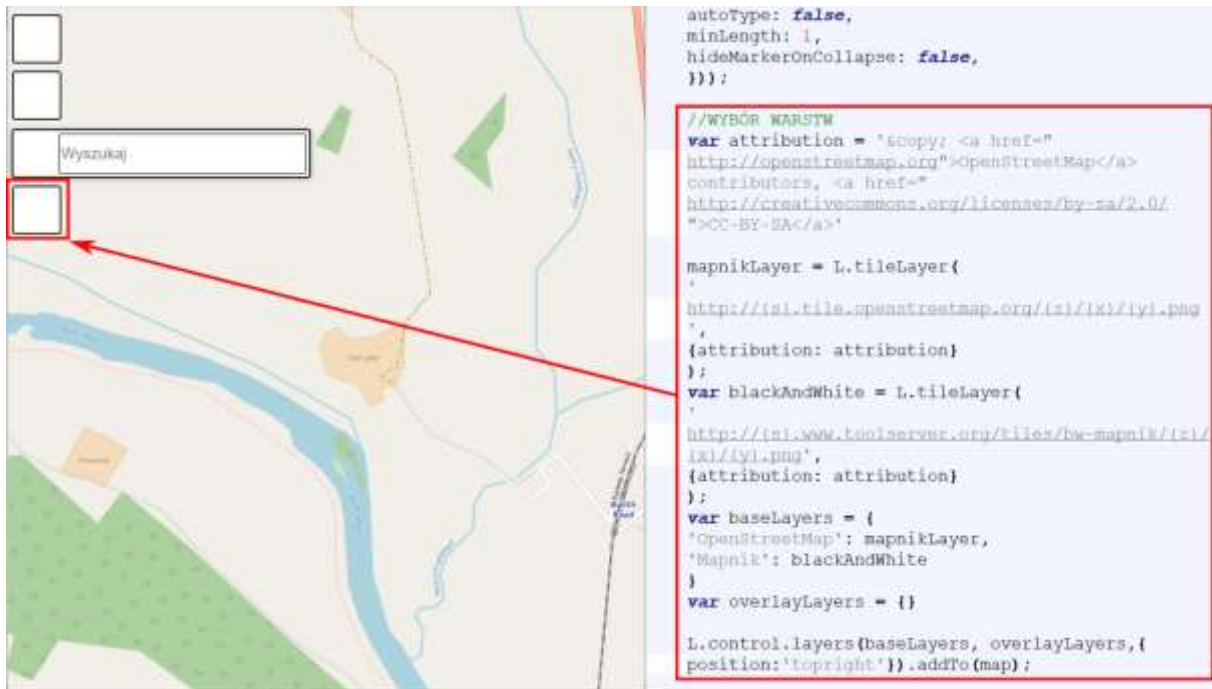 Wyszukaj
autoType: false,
minLength: 1,
hideMarkerOnCollapse: false,
}));
//WYBÓR WARSTW
var attribution = '&copy; <a href="
http://openstreetmap.org">OpenStreetMap</a>
contributors, <a href="
http://creativecommons.org/licenses/by-sa/2.0/
">CC-BY-SA</a>'
mapnikLayer = L.tileLayer(
'
http://{s}.tile.openstreetmap.org/{z}/{x}/{y}.png
',
{attribution: attribution}
);
var blackAndWhite = L.tileLayer(
'
http://{s}.www.toolserver.org/tiles/bw-mapnik/{z}/
{x}/{y}.png',
{attribution: attribution}
);
var baseLayers = {
'OpenStreetMap': mapnikLayer,
'Mapnik': blackAndWhite
}
var overlayLayers = {}
L.control.layers(baseLayers, overlayLayers,{
position:'topright'}).addTo(map);